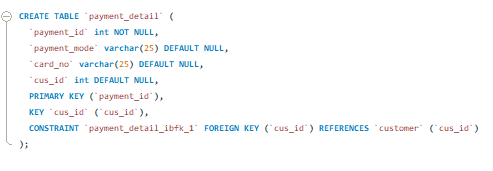 CREATE TABLE `payment_detail` (
`payment_id` int NOT NULL,
`payment_mode` varchar(25) DEFAULT NULL,
`card_no` varchar(25) DEFAULT NULL,
`cus_id` int DEFAULT NULL,
PRIMARY KEY (`payment_id`),
KEY `cus_id` (`cus_id`),
CONSTRAINT `payment_detail_ibfk_1` FOREIGN KEY (`cus_id`) REFERENCES `customer` (`cus_id`)
);